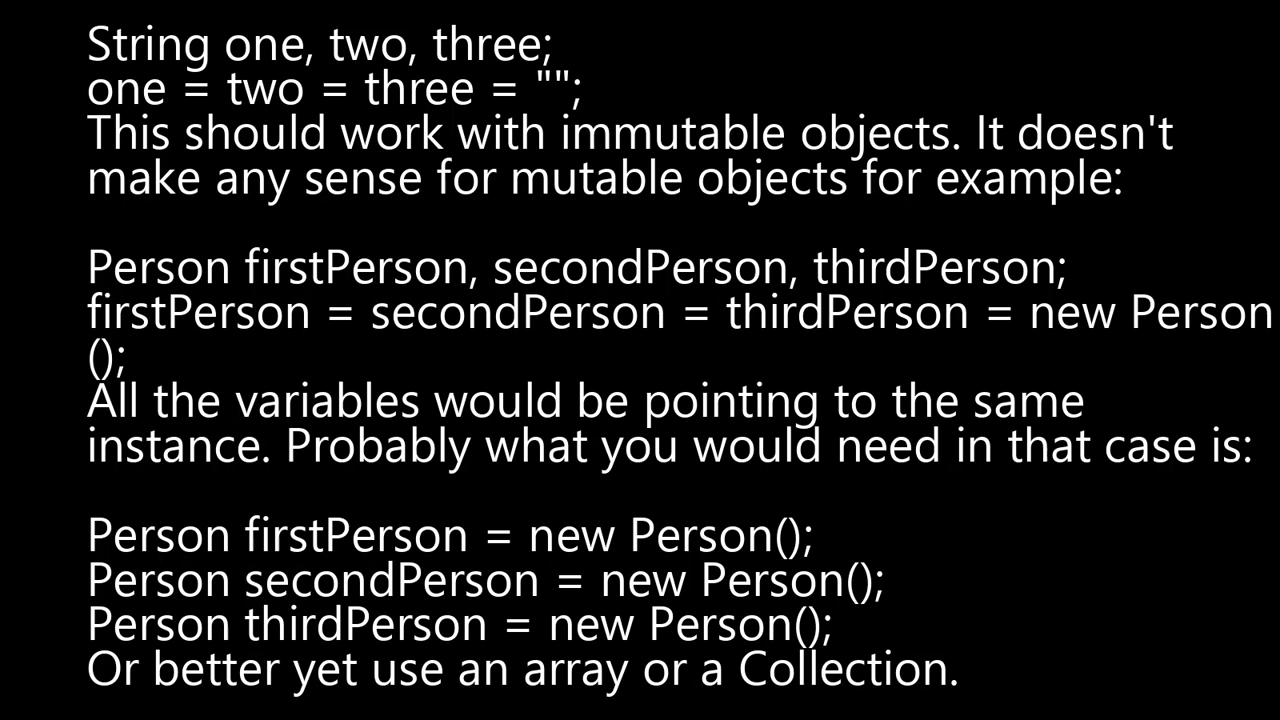 String one, two, three;
one = two = three = "";
This should work with immutable objects. It doesn't
make any sense for mutable objects for example:
Person firstPerson, secondPerson, thirdPerson;
firstPerson = secondPerson = thirdPerson = new Person
();
All the variables would be pointing to the same
instance. Probably what you would need in that case is:
Person firstPerson = new Person();
Person secondPerson = new Person();
Person thirdPerson = new Person();
Or better yet use an array or a Collection.